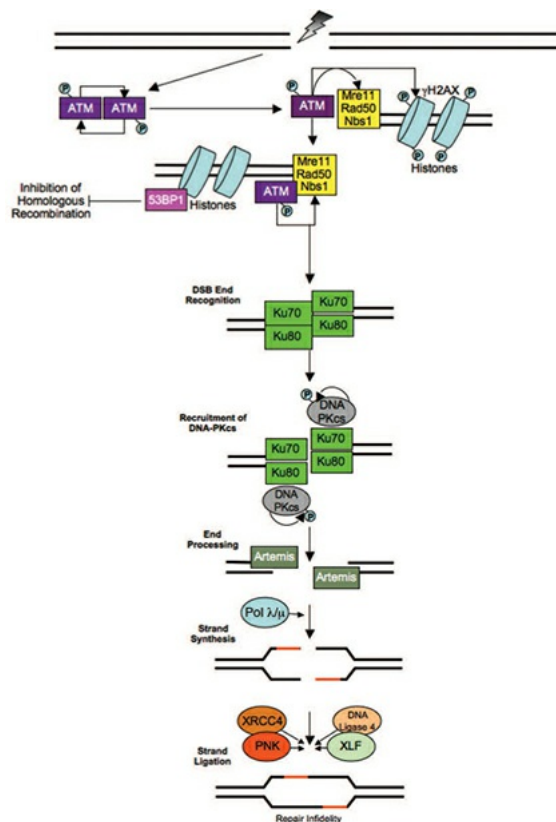 P
ATM
ATM
P
P
ATM
Mre11
Rad50
Nbs1
P
γH2AX
P
P
P
Histones
Mre11
Rad50
Nbs1
ATM
P
Inhibition of
Homologous
Recombination
53BP1
Histones
DSB End
Recognition
Ku70
Ku70
Ku80
Ku80
P
DNA
PKcs
Recruitment of
DNA-PKcs
Ku70
Ku70
Ku80
Ku80
DNA
PKcs
P
End
Processing
Artemis
Artemis
Pol λ/μ
Strand
Synthesis
XRCC4
DNA
Ligase 4
PNK
XLF
Strand
Ligation
Repair Infidelity